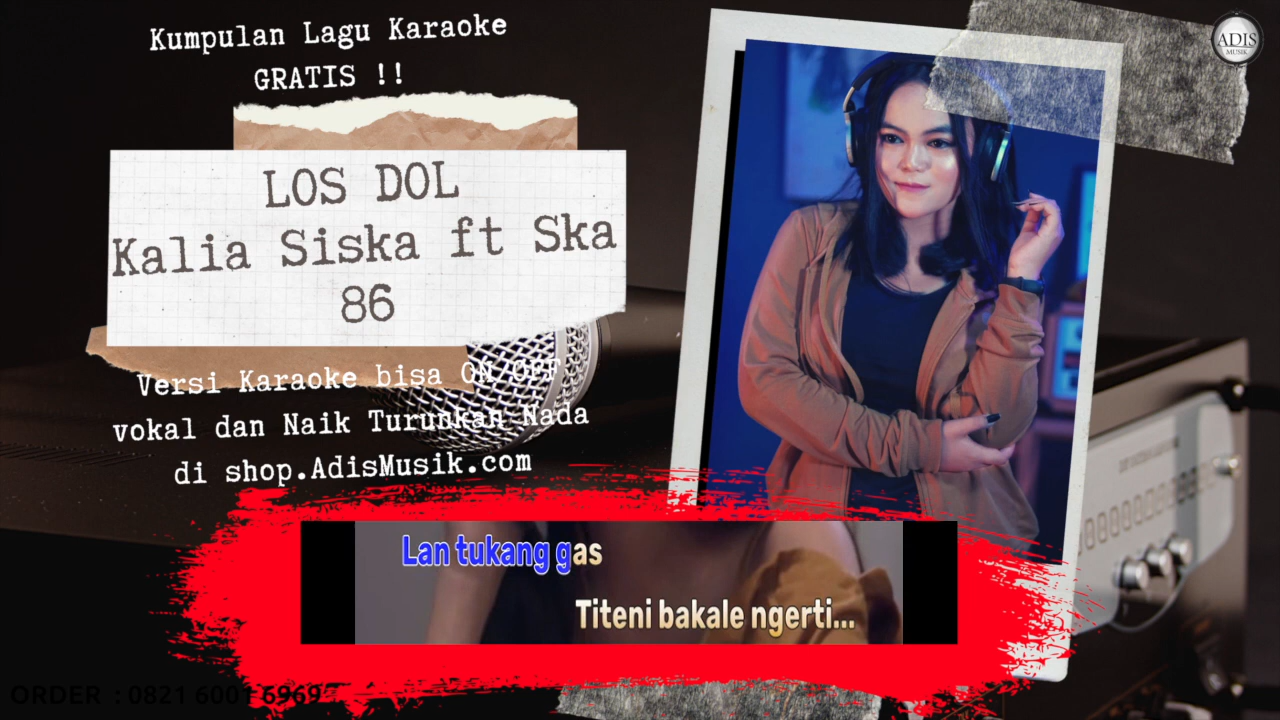 Kumpulan Lagu Karaoke
GRATIS !!
ADIS
MUSIK
LOS DOL
Kalia Siska ft Ska
86
Versi Karaoke bisa ON OFF
vokal dan Naik Turunkan Nada
di shop.AdisMusik.com
Lan tukang gas
Titeni bakale ngerti...
ORDER : 0821 6001 6969